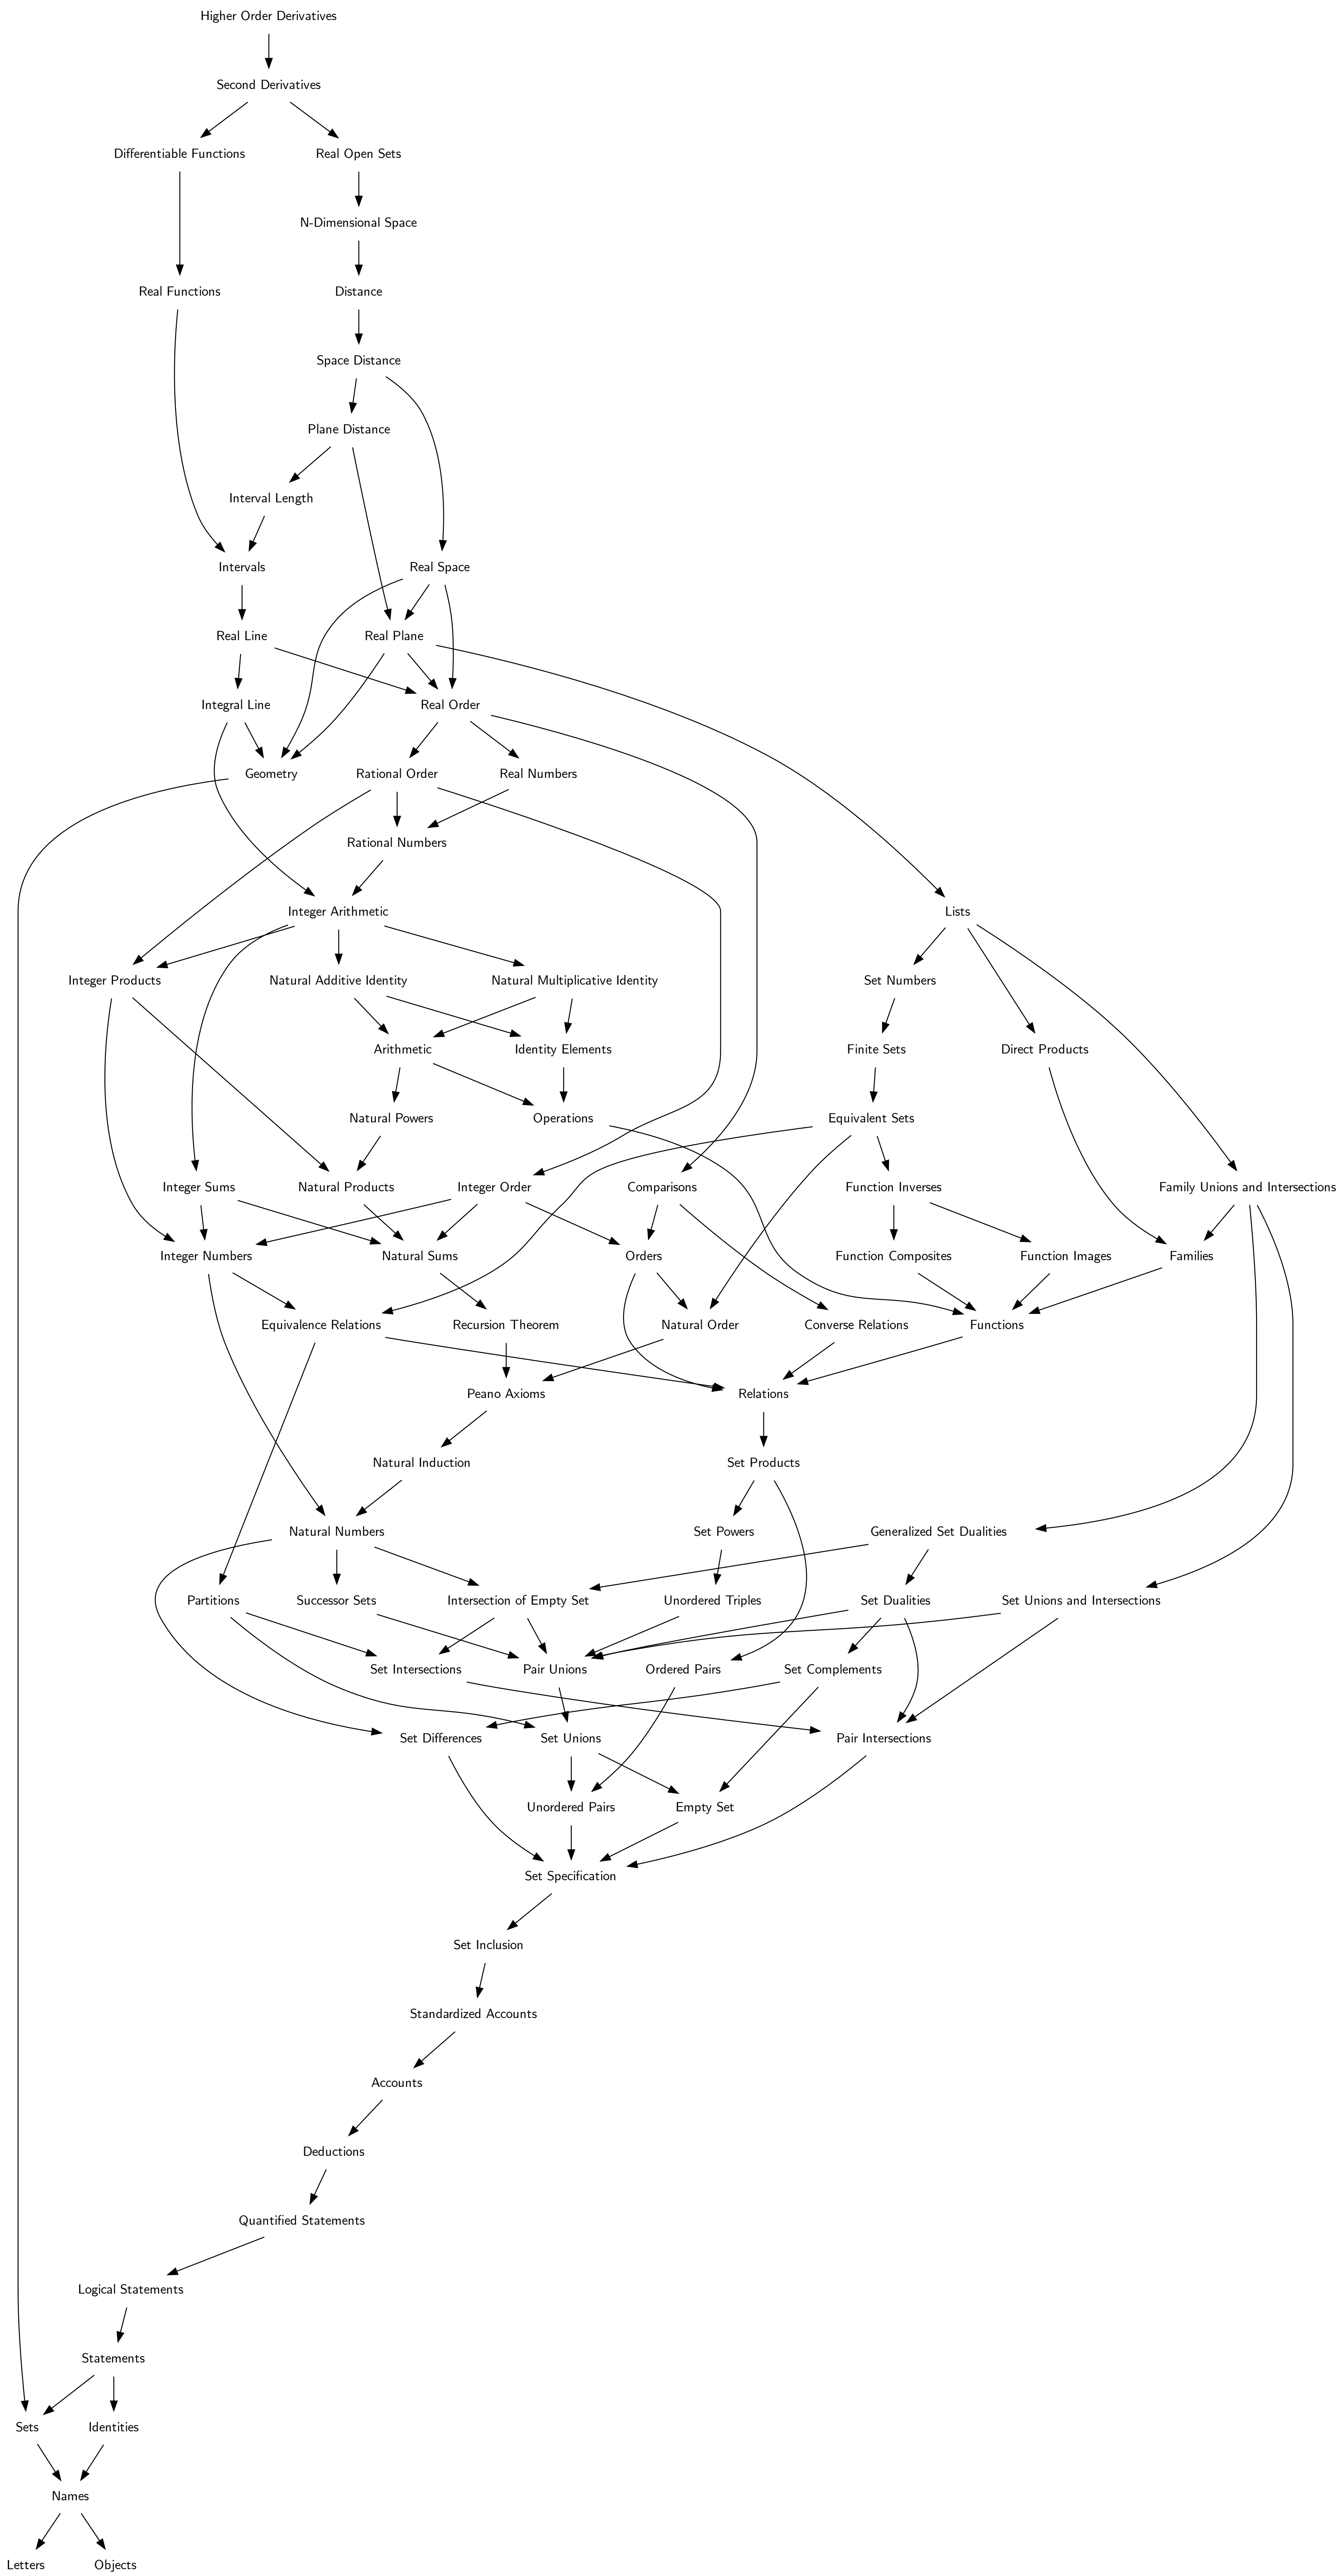 Higher Order Derivatives
Second Derivatives
Differentiable Functions
Real Open Sets
N-Dimensional Space
Real Functions
Distance
Space Distance
Plane Distance
Interval Length
Intervals
Real Space
Real Line
Real Plane
Integral Line
Real Order
Geometry
Rational Order
Real Numbers
Rational Numbers
Integer Arithmetic
Lists
Integer Products
Natural Additive Identity
Natural Multiplicative Identity
Set Numbers
Arithmetic
Identity Elements
Finite Sets
Direct Products
Natural Powers
Operations
Equivalent Sets
Integer Sums
Natural Products
Integer Order
Comparisons
Function Inverses
Family Unions and Intersections
Integer Numbers
Natural Sums
Orders
Function Composites
Function Images
Families
Equivalence Relations
Recursion Theorem
Natural Order
Converse Relations
Functions
Peano Axioms
Relations
Natural Induction
Set Products
Natural Numbers
Set Powers
Generalized Set Dualities
Partitions
Successor Sets
Intersection of Empty Set
Unordered Triples
Set Dualities
Set Unions and Intersections
Set Intersections
Pair Unions
Ordered Pairs
Set Complements
Set Differences
Set Unions
Pair Intersections
Unordered Pairs
Empty Set
Set Specification
Set Inclusion
Standardized Accounts
Accounts
Deductions
Quantified Statements
Logical Statements
Statements
Sets
Identities
Names
Letters
Objects